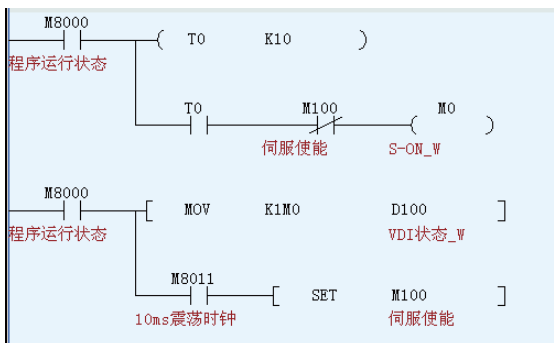 M8000
( T0 K10 )
程序运行状态
T0 M100 M0
( )
伺服使能 S-ON_W
M8000
[ MOV K1M0 D100 ]
程序运行状态 VDI状态_W
M8011
[ SET M100 ]
10ms震荡时钟 伺服使能